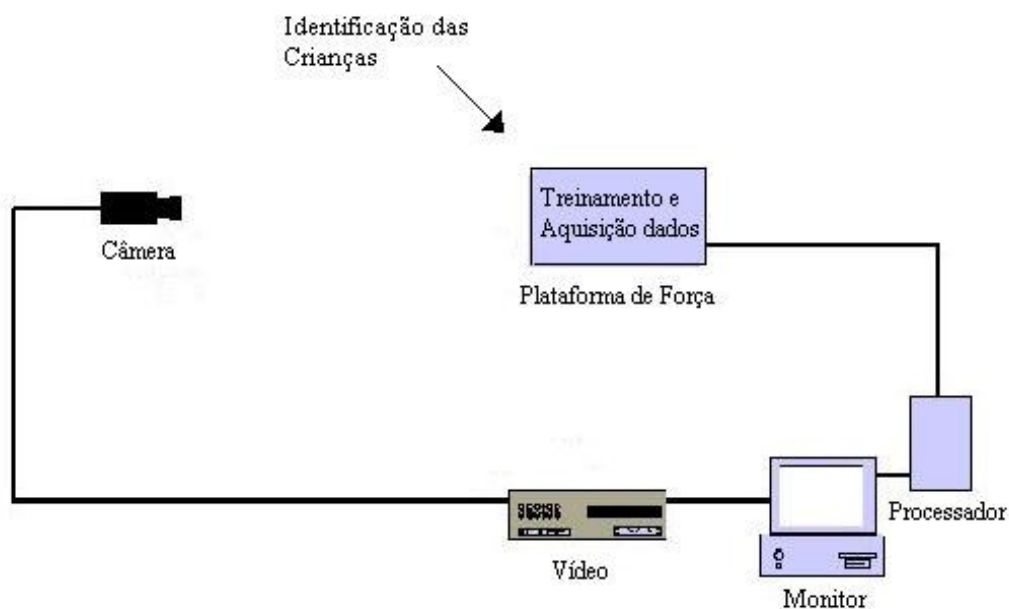 Identificação das
Crianças
Treinamento e
Aquisição dados
Câmera
Plataforma de Força
Processador
Vídeo
Monitor